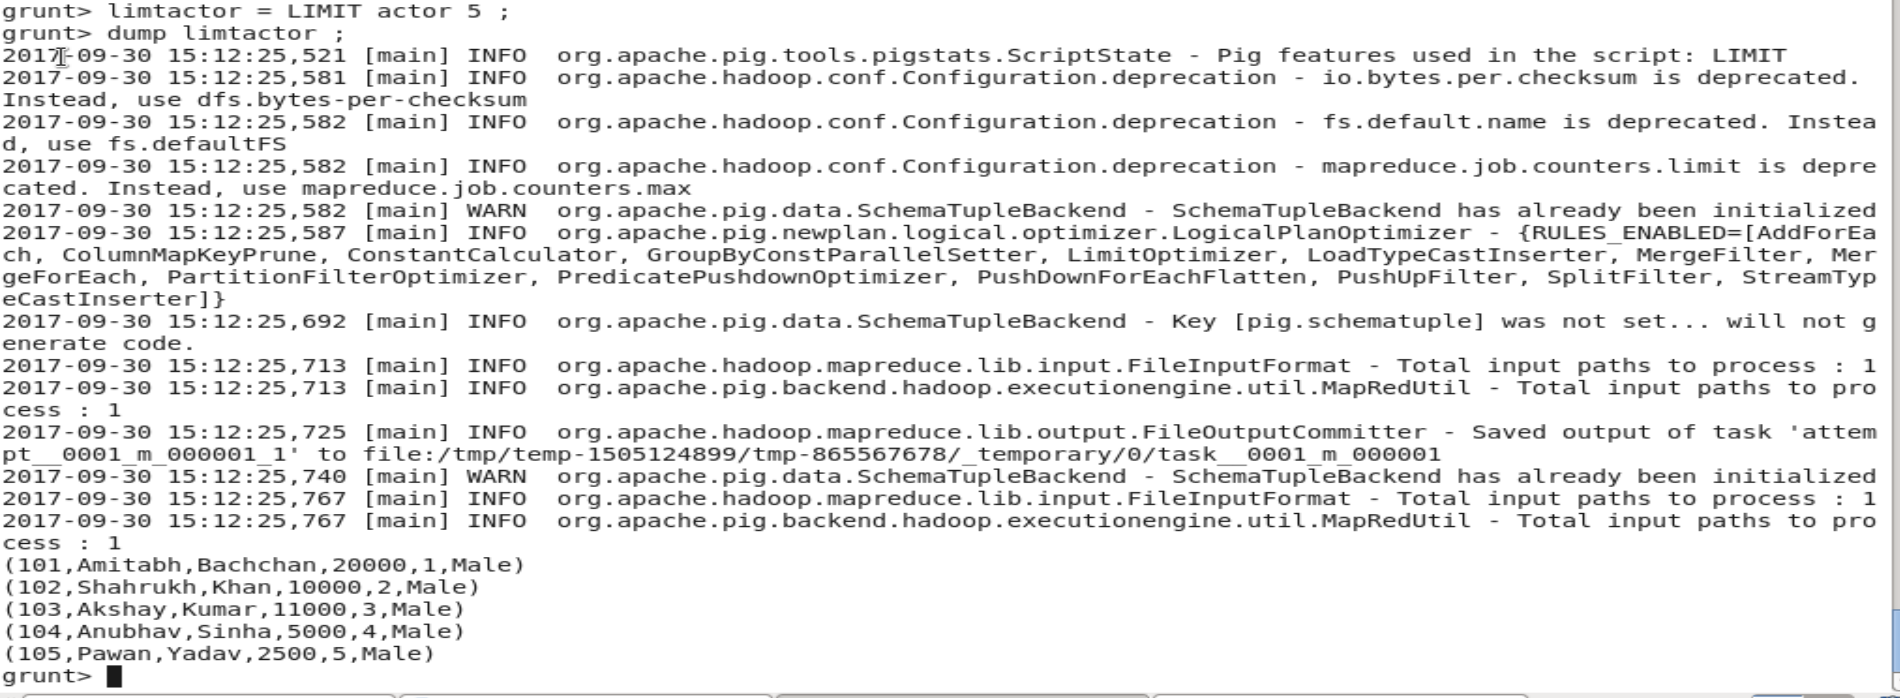 grunt> limtactor = LIMIT actor 5 ;
grunt> dump limtactor ;
2017-09-30 15:12:25,521 [main] INFO  org.apache.pig.tools.pigstats.ScriptState - Pig features used in the script: LIMIT
2017-09-30 15:12:25,581 [main] INFO  org.apache.hadoop.conf.Configuration.deprecation - io.bytes.per.checksum is deprecated.
Instead, use dfs.bytes-per-checksum
2017-09-30 15:12:25,582 [main] INFO  org.apache.hadoop.conf.Configuration.deprecation - fs.default.name is deprecated. Instea
d, use fs.defaultFS
2017-09-30 15:12:25,582 [main] INFO  org.apache.hadoop.conf.Configuration.deprecation - mapreduce.job.counters.limit is depre
cated. Instead, use mapreduce.job.counters.max
2017-09-30 15:12:25,582 [main] WARN  org.apache.pig.data.SchemaTupleBackend - SchemaTupleBackend has already been initialized
2017-09-30 15:12:25,587 [main] INFO  org.apache.pig.newplan.logical.optimizer.LogicalPlanOptimizer - {RULES_ENABLED=[AddForEa
ch, ColumnMapKeyPrune, ConstantCalculator, GroupByConstParallelSetter, LimitOptimizer, LoadTypeCastInserter, MergeFilter, Mer
geForEach, PartitionFilterOptimizer, PredicatePushdownOptimizer, PushDownForEachFlatten, PushUpFilter, SplitFilter, StreamTyp
eCastInserter]}
2017-09-30 15:12:25,692 [main] INFO  org.apache.pig.data.SchemaTupleBackend - Key [pig.schematuple] was not set... will not g
enerate code.
2017-09-30 15:12:25,713 [main] INFO  org.apache.hadoop.mapreduce.lib.input.FileInputFormat - Total input paths to process : 1
2017-09-30 15:12:25,713 [main] INFO  org.apache.pig.backend.hadoop.executionengine.util.MapRedUtil - Total input paths to pro
cess : 1
2017-09-30 15:12:25,725 [main] INFO  org.apache.hadoop.mapreduce.lib.output.FileOutputCommitter - Saved output of task 'attem
pt__0001_m_000001_1' to file:/tmp/temp-1505124899/tmp-865567678/_temporary/0/task__0001_m_000001
2017-09-30 15:12:25,740 [main] WARN  org.apache.pig.data.SchemaTupleBackend - SchemaTupleBackend has already been initialized
2017-09-30 15:12:25,767 [main] INFO  org.apache.hadoop.mapreduce.lib.input.FileInputFormat - Total input paths to process : 1
2017-09-30 15:12:25,767 [main] INFO  org.apache.pig.backend.hadoop.executionengine.util.MapRedUtil - Total input paths to pro
cess : 1
(101,Amitabh,Bachchan,20000,1,Male)
(102,Shahrukh,Khan,10000,2,Male)
(103,Akshay,Kumar,11000,3,Male)
(104,Anubhav,Sinha,5000,4,Male)
(105,Pawan,Yadav,2500,5,Male)
grunt>